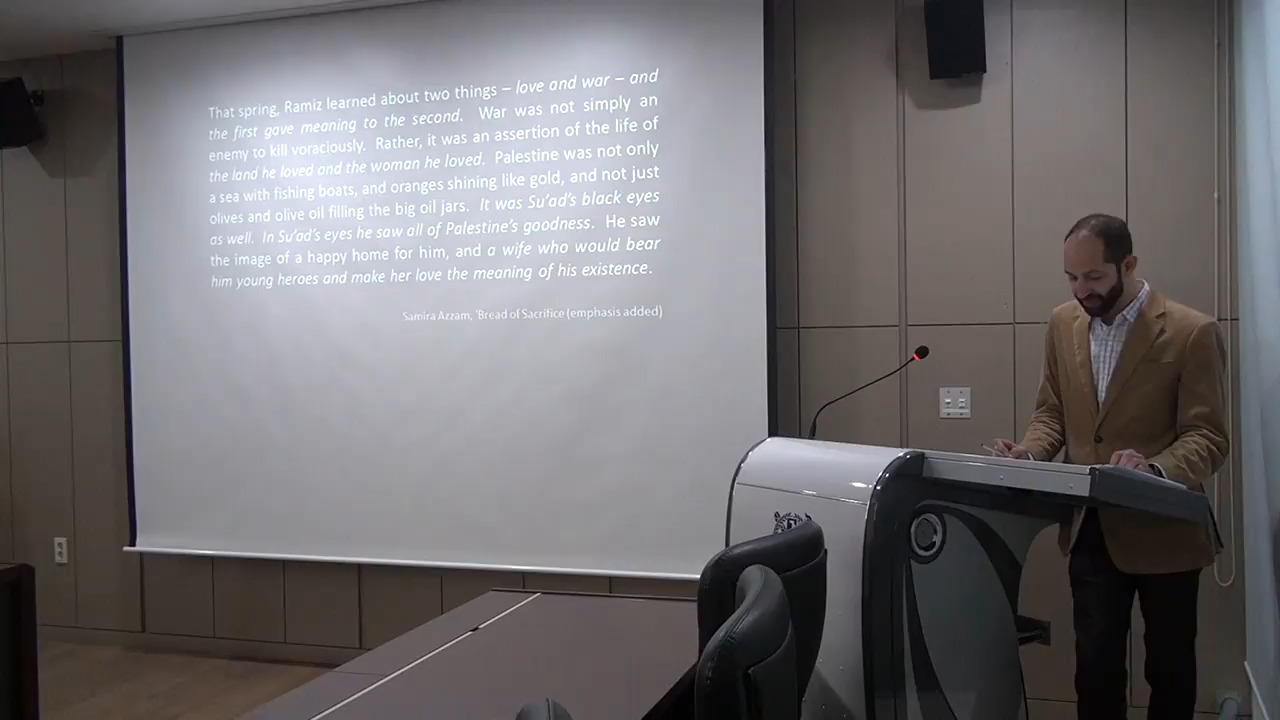 That spring, Ramiz learned about two things – love and war – and
the first gave meaning to the second. War was not simply an
enemy to kill voraciously. Rather, it was an assertion of the life of
the land he loved and the woman he loved. Palestine was not only
a sea with fishing boats, and oranges shining like gold, and not just
olives and olive oil filling the big oil jars. It was Su'ad's black eyes
as well. In Su'ad's eyes he saw all of Palestine's goodness. He saw
the image of a happy home for him, and a wife who would bear
him young heroes and make her love the meaning of his existence.
Samira Azzam, 'Bread of Sacrifice (emphasis added)